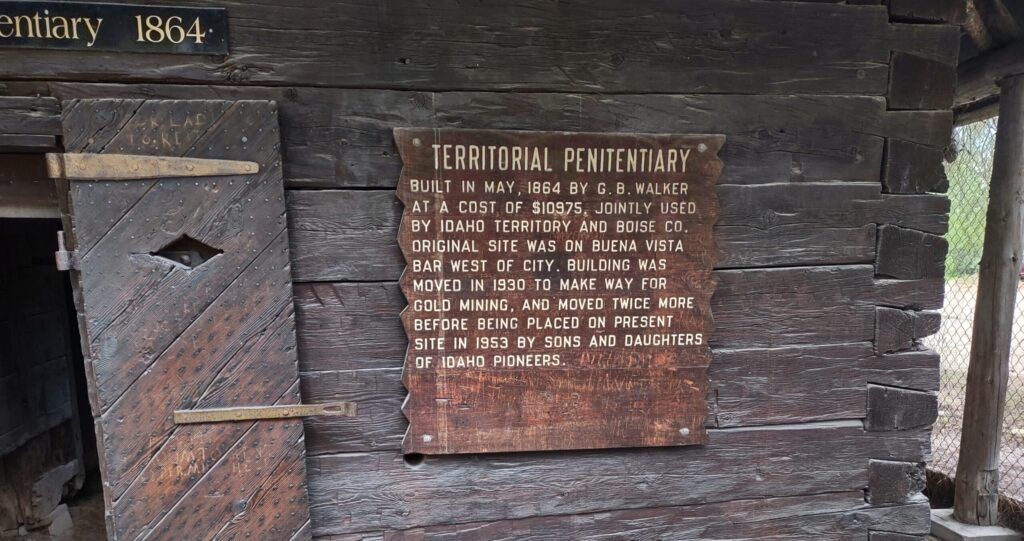 entiary 1864
TERRITORIAL PENITENTIARY
BUILT IN MAY, 1864 BY G. B. WALKER
AT A COST OF $10975, JOINTLY USED
BY IDAHO TERRITORY AND BOISE CO.
ORIGINAL SITE WAS ON BUENA VISTA
BAR WEST OF CITY. BUILDING WAS
MOVED IN 1930 TO MAKE WAY FOR
GOLD MINING, AND MOVED TWICE MORE
BEFORE BEING PLACED ON PRESENT
SITE IN 1953 BY SONS AND DAUGHTERS
OF IDAHO PIONEERS.